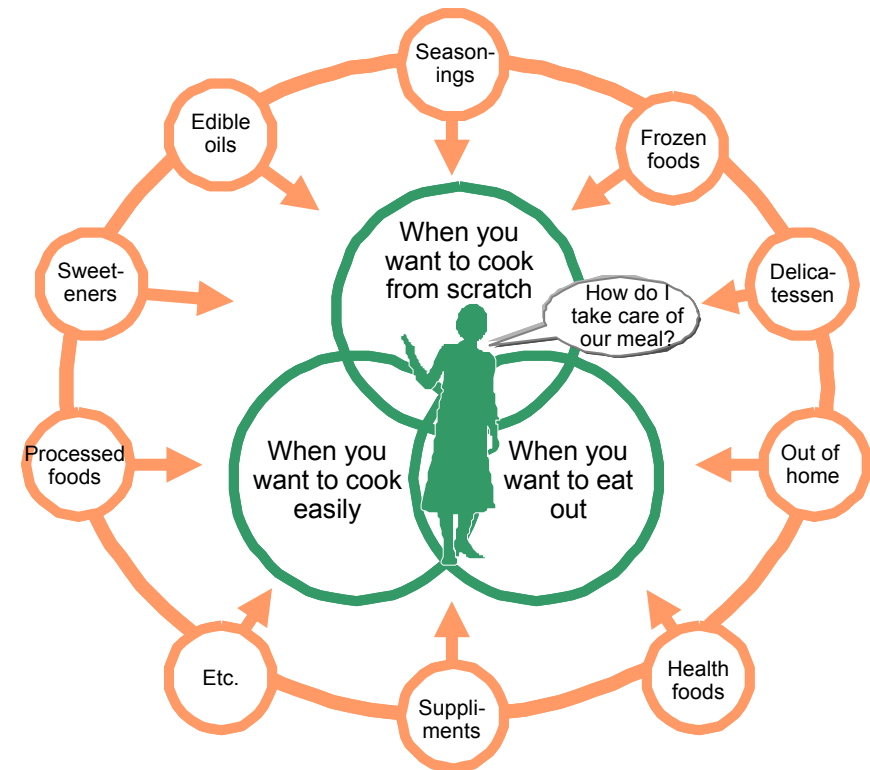 Season-
ings
Edible
oils
Frozen
foods
Sweet-
eners
Delica-
tessen
When you
want to cook
from scratch
How do I
take care of
our meal?
Processed
foods
When you
want to cook
easily
When you
want to eat
out
Out of
home
Etc.
Suppli-
ments
Health
foods